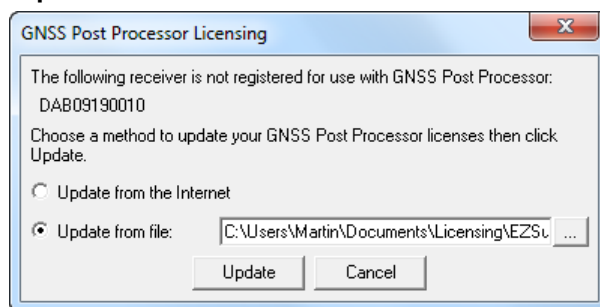 GNSS Post Processor Licensing
The following receiver is not registered for use with GNSS Post Processor:
DAB09190010
Choose a method to update your GNSS Post Processor licenses then click
Update.
Update from the Internet
Update from file: C:\Users\Martin\Documents\Licensing\EZSu ...
Update Cancel